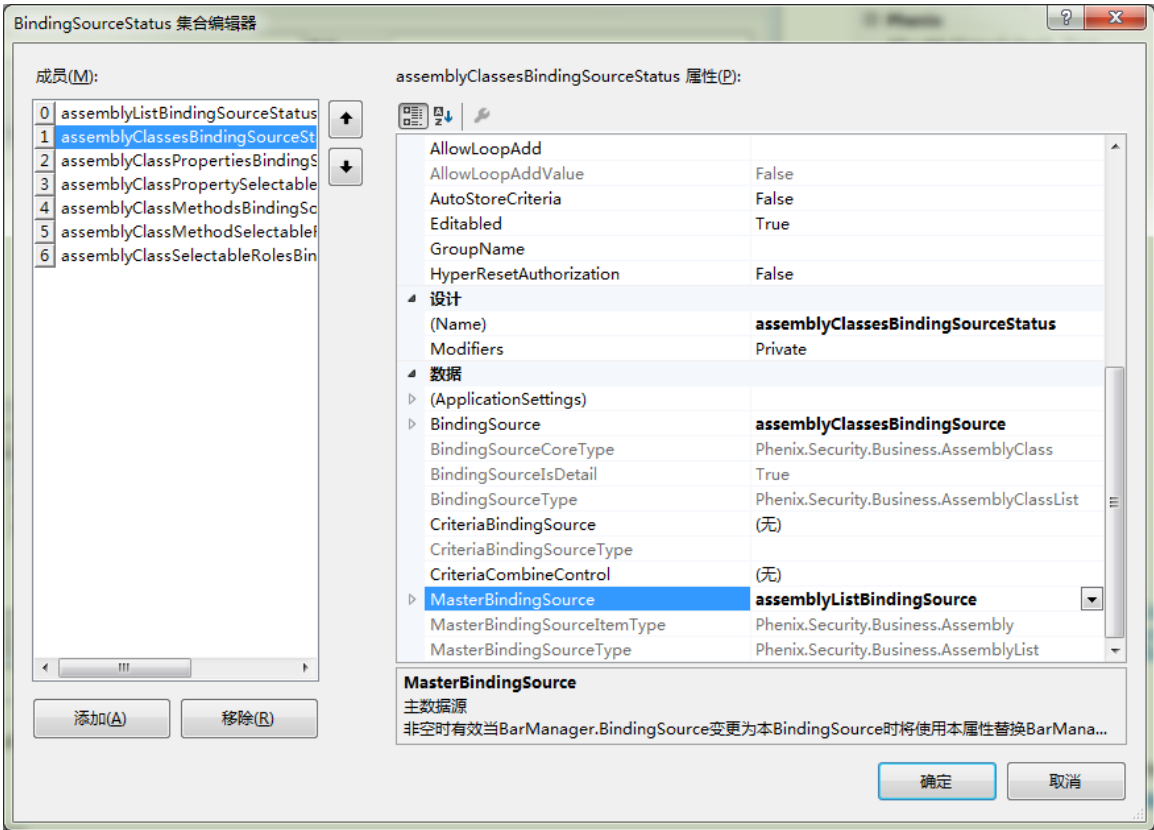 BindingSourceStatus 集合编辑器
Phenix
成员(M):
0 assemblyListBindingSourceStatus
1 assemblyClassesBindingSourceSt
2 assemblyClassPropertiesBindingS
3 assemblyClassPropertySelectable
4 assemblyClassMethodsBindingSo
5 assemblyClassMethodSelectable
6 assemblyClassSelectableRolesBin
添加(A) 移除(R)
assemblyClassesBindingSourceStatus 属性(P):
AllowLoopAdd
AllowLoopAddValue False
AutoStoreCriteria False
Editabled True
GroupName
HyperResetAuthorization False
设计
(Name) assemblyClassesBindingSourceStatus
Modifiers Private
数据
(ApplicationSettings)
BindingSource assemblyClassesBindingSource
BindingSourceCoreType Phenix.Security.Business.AssemblyClass
BindingSourceIsDetail True
BindingSourceType Phenix.Security.Business.AssemblyClassList
CriteriaBindingSource (无)
CriteriaBindingSourceType
CriteriaCombineControl (无)
MasterBindingSource assemblyListBindingSource
MasterBindingSourceItemType Phenix.Security.Business.Assembly
MasterBindingSourceType Phenix.Security.Business.AssemblyList
MasterBindingSource
主数据源
非空时有效当BarManager.BindingSource变更为本BindingSource时将使用本属性替换BarMana...
确定 取消